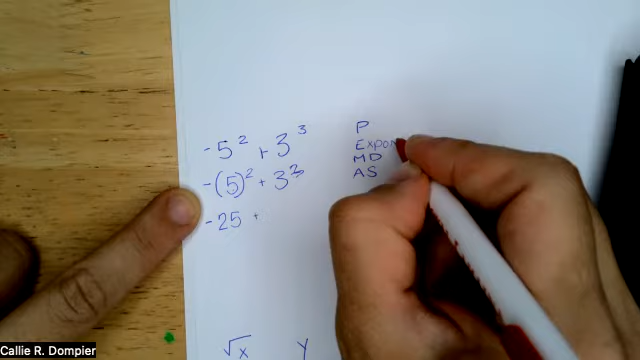 -5² + 3³
-(5)² + 3³
-25 +
P
Expon
MD
AS
√x y
Callie R. Dompier